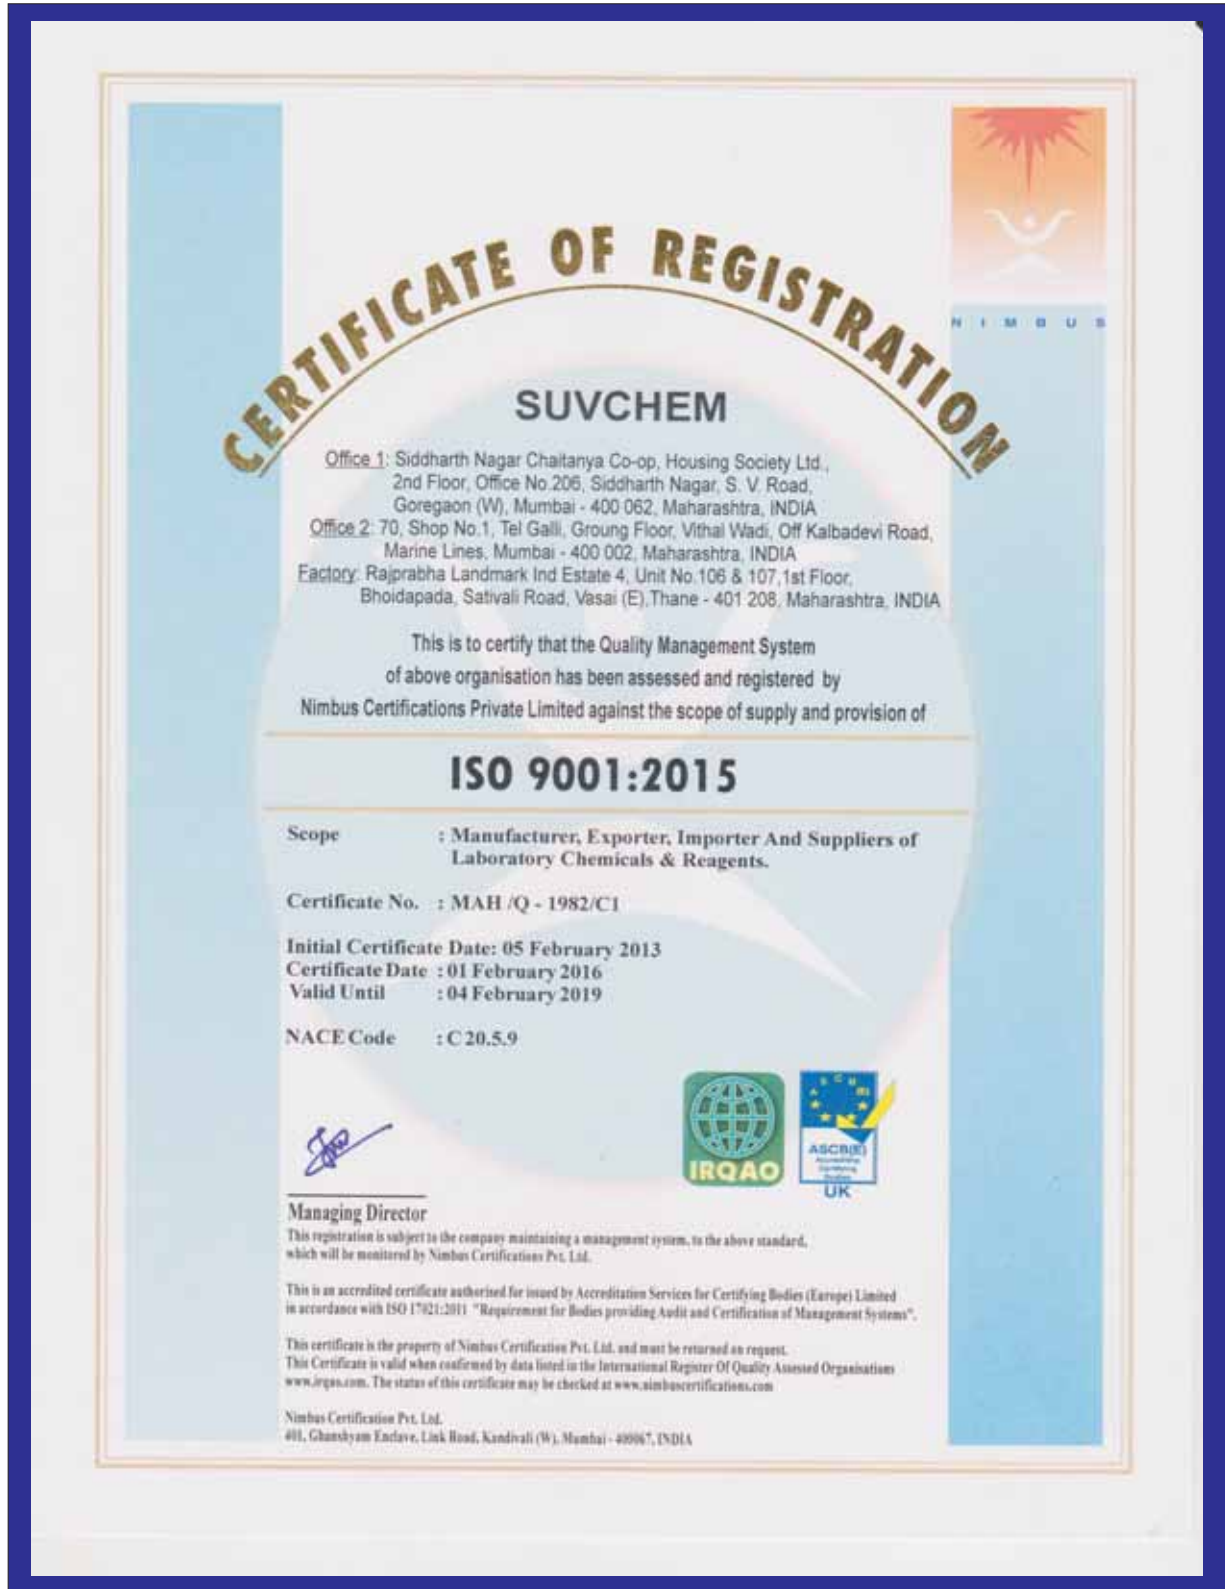 CERTIFICATE OF REGISTRATION
NIMBUS
SUVCHEM
Office 1: Siddharth Nagar Chaitanya Co-op, Housing Society Ltd.,
2nd Floor, Office No.206, Siddharth Nagar, S. V. Road,
Goregaon (W), Mumbai - 400 062, Maharashtra, INDIA
Office 2: 70, Shop No.1, Tel Galli, Groung Floor, Vithal Wadi, Off Kalbadevi Road,
Marine Lines, Mumbai - 400 002, Maharashtra, INDIA
Factory: Rajprabha Landmark Ind Estate 4, Unit No.106 & 107,1st Floor,
Bhoidapada, Sativali Road, Vasai (E),Thane - 401 208, Maharashtra, INDIA
This is to certify that the Quality Management System
of above organisation has been assessed and registered by
Nimbus Certifications Private Limited against the scope of supply and provision of
ISO 9001:2015
Scope : Manufacturer, Exporter, Importer And Suppliers of
Laboratory Chemicals & Reagents.
Certificate No. : MAH /Q - 1982/C1
Initial Certificate Date: 05 February 2013
Certificate Date : 01 February 2016
Valid Until : 04 February 2019
NACE Code : C 20.5.9
IRQAO
ASCB(E)
UK
Managing Director
This registration is subject to the company maintaining a management system, to the above standard,
which will be monitored by Nimbus Certifications Pvt. Ltd.
This is an accredited certificate authorised for issued by Accreditation Services for Certifying Bodies (Europe) Limited
in accordance with ISO 17021:2011 "Requirement for Bodies providing Audit and Certification of Management Systems".
This certificate is the property of Nimbus Certification Pvt. Ltd. and must be returned on request.
This Certificate is valid when confirmed by data listed in the International Register Of Quality Assessed Organisations
www.irqao.com. The status of this certificate may be checked at www.nimbuscertifications.com
Nimbus Certification Pvt. Ltd.
401, Ghanshyam Enclave, Link Road, Kandivali (W), Mumbai - 400067, INDIA